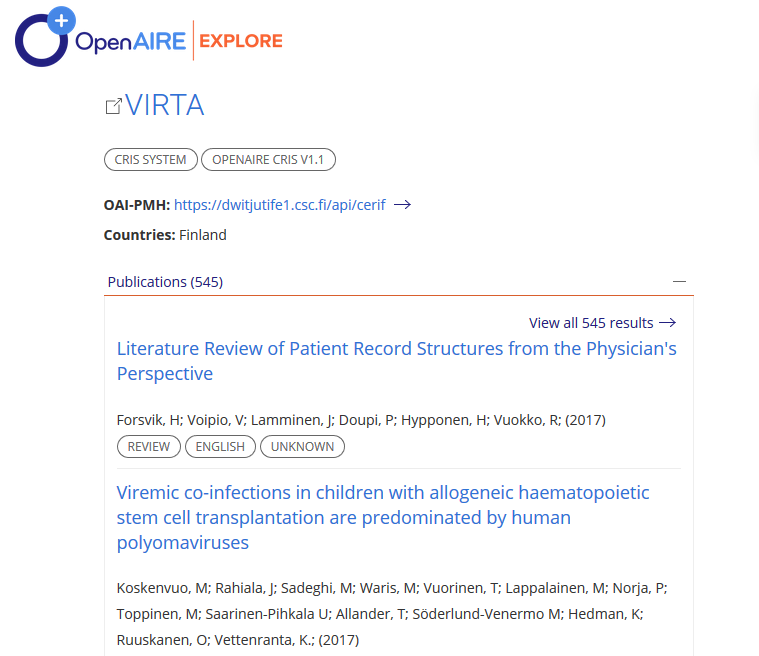 OpenAIRE | EXPLORE
VIRTA
CRIS SYSTEM OPENAIRE CRIS V1.1
OAI-PMH: https://dwitjutife1.csc.fi/api/cerif →
Countries: Finland
Publications (545) —
View all 545 results →
Literature Review of Patient Record Structures from the Physician's
Perspective
Forsvik, H; Voipio, V; Lamminen, J; Doupi, P; Hypponen, H; Vuokko, R; (2017)
REVIEW ENGLISH UNKNOWN
Viremic co-infections in children with allogeneic haematopoietic
stem cell transplantation are predominated by human
polyomaviruses
Koskenvuo, M; Rahiala, J; Sadeghi, M; Waris, M; Vuorinen, T; Lappalainen, M; Norja, P;
Toppinen, M; Saarinen-Pihkala U; Allander, T; Söderlund-Venermo M; Hedman, K;
Ruuskanen, O; Vettenranta, K.; (2017)